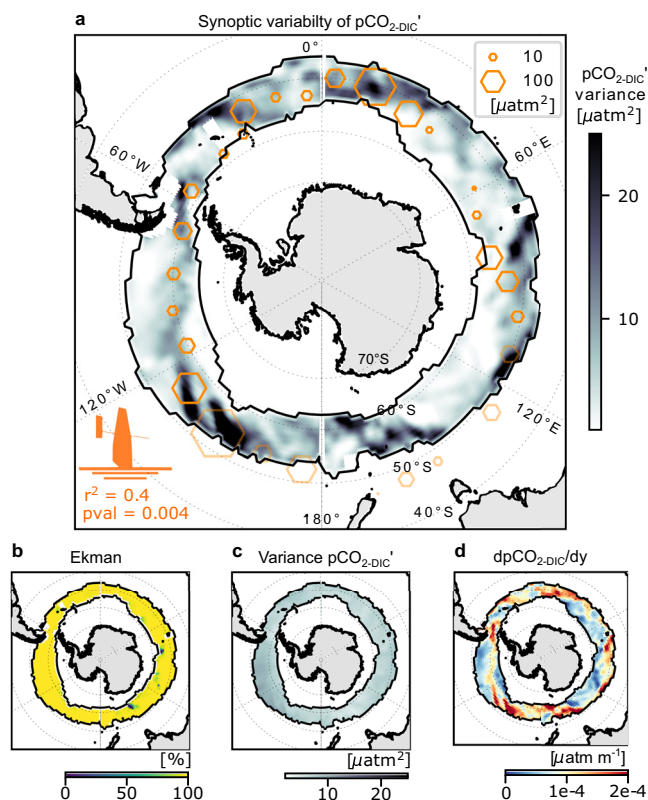 a
Synoptic variabilty of pCO2-DIC'
0°
10
100
[μatm²]
pCO2-DIC'
variance
[μatm²]
60°W
60°E
20
10
70°S
60°S
120°W
120°E
50°S
40°S
180°
r² = 0.4
pval = 0.004
b
Ekman
c
Variance pCO2-DIC'
d
dpCO2-DIC/dy
[%]
[μatm²]
[μatm m⁻¹]
0
50
100
10
20
0
1e-4
2e-4